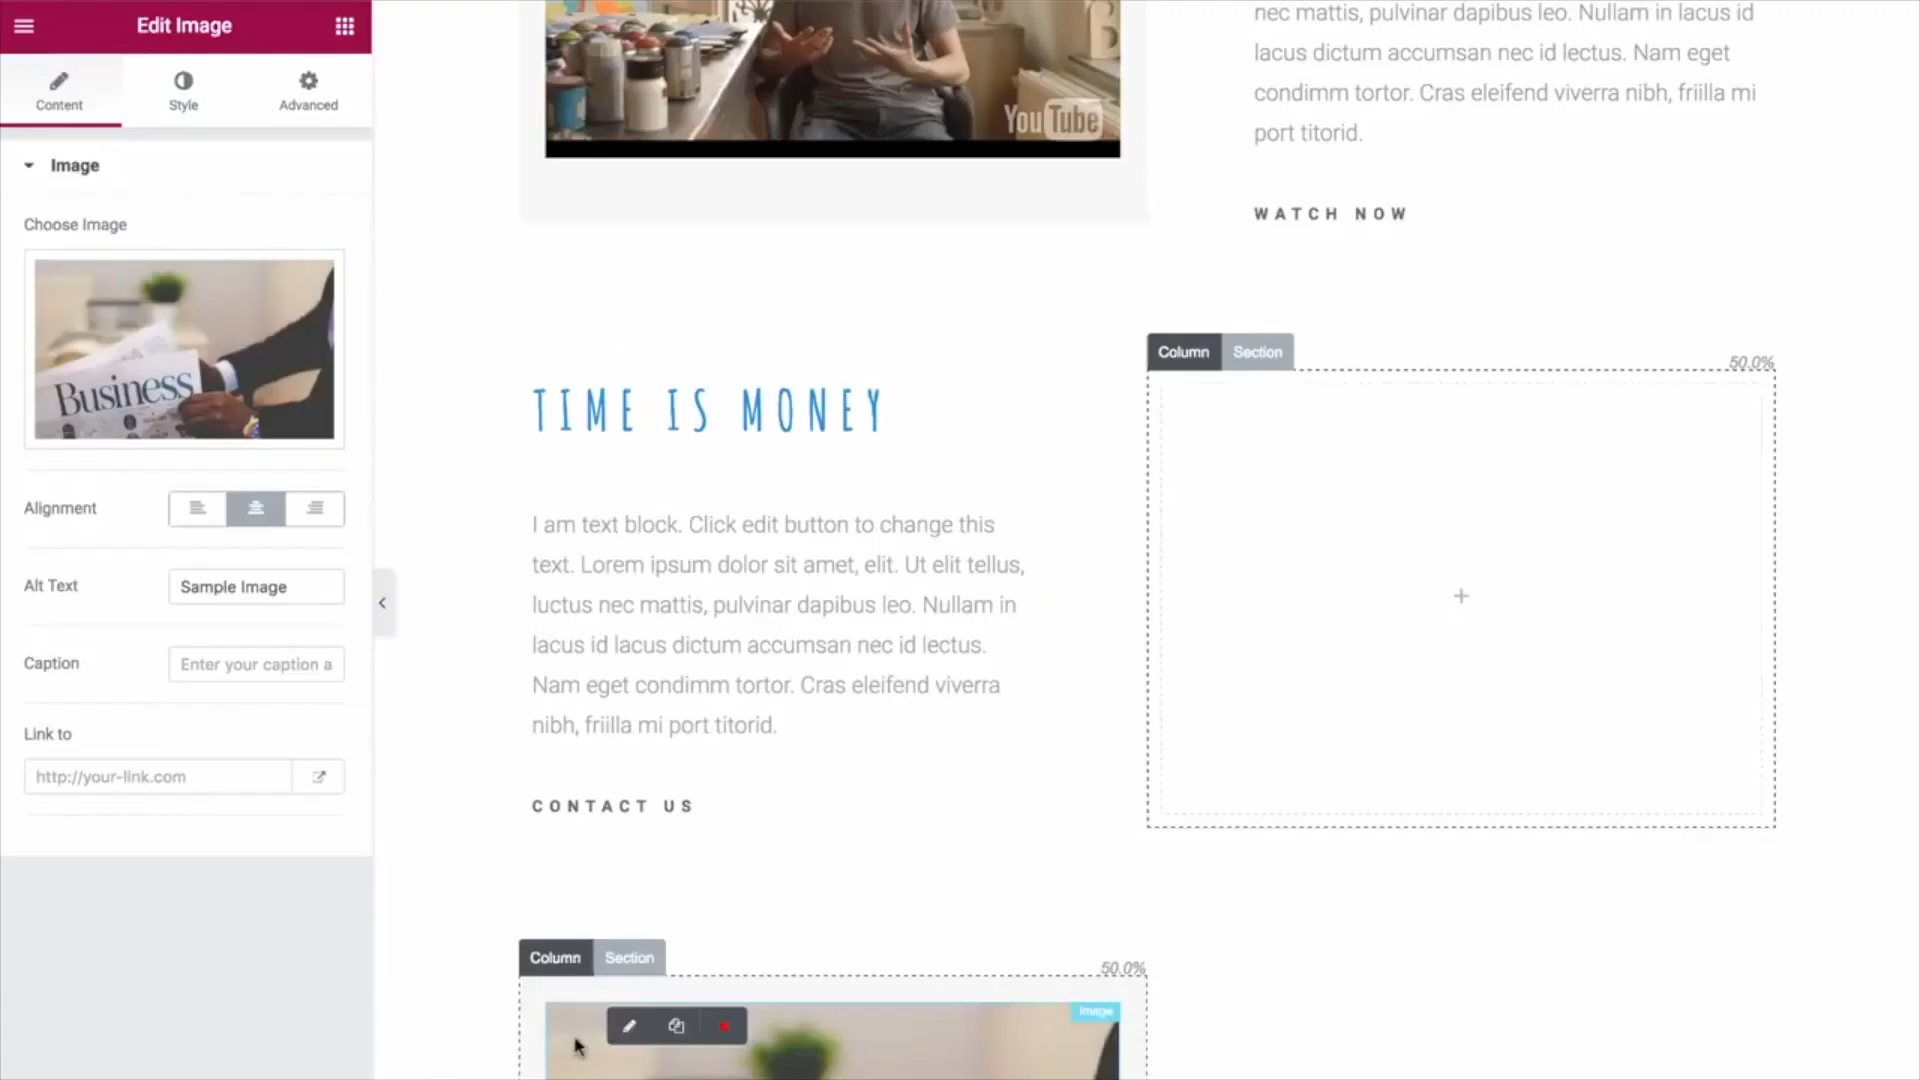 Edit Image
Content
Style
Advanced
Image
Choose Image
Business
Alignment
Alt Text
Sample Image
Caption
Enter your caption a
Link to
http://your-link.com
YouTube
nec mattis, pulvinar dapibus leo. Nullam in lacus id
lacus dictum accumsan nec id lectus. Nam eget
condimm tortor. Cras eleifend viverra nibh, friilla mi
port titorid.
WATCH NOW
TIME IS MONEY
I am text block. Click edit button to change this
text. Lorem ipsum dolor sit amet, elit. Ut elit tellus,
luctus nec mattis, pulvinar dapibus leo. Nullam in
lacus id lacus dictum accumsan nec id lectus.
Nam eget condimm tortor. Cras eleifend viverra
nibh, friilla mi port titorid.
CONTACT US
Column
Section
50.0%
Column
Section
50.0%
Image